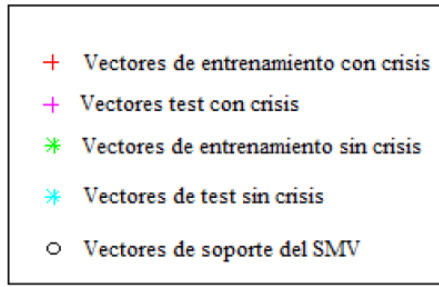 Vectores de entrenamiento con crisis
Vectores test con crisis
Vectores de entrenamiento sin crisis
Vectores de test sin crisis
Vectores de soporte del SMV